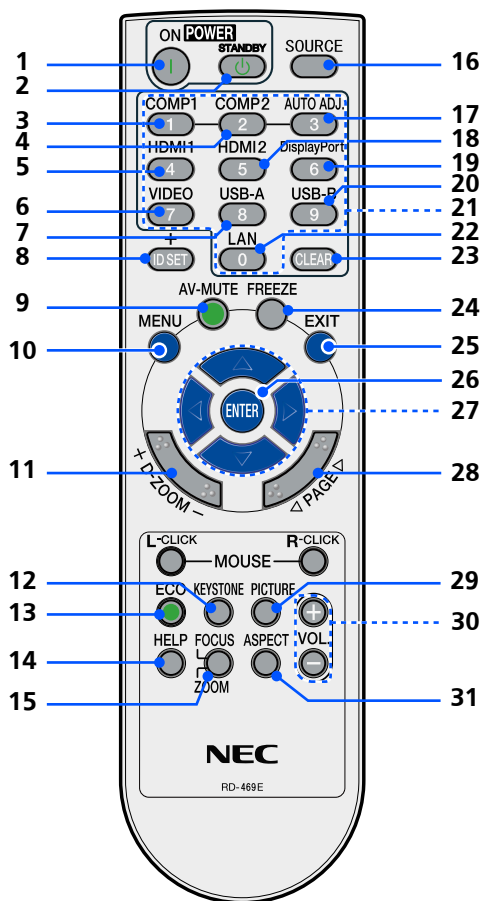 ON POWER
STANDBY
SOURCE
1
2
16
COMP1 COMP2 AUTO ADJ.
1 2 3
3
4
17
18
HDMI1 HDMI2 DisplayPort
4 5 6
5
19
VIDEO USB-A USB-B
7 8 9
6
7
20
21
+ LAN
ID SET 0 CLEAR
8
22
23
AV-MUTE FREEZE
9
24
MENU EXIT
10
25
ENTER
26
27
+ D-ZOOM −
◁ PAGE ▷
11
28
L-CLICK MOUSE R-CLICK
ECO KEYSTONE PICTURE +
12
13
29
30
HELP FOCUS ASPECT VOL.
ZOOM −
14
15
31
NEC
RD-469E